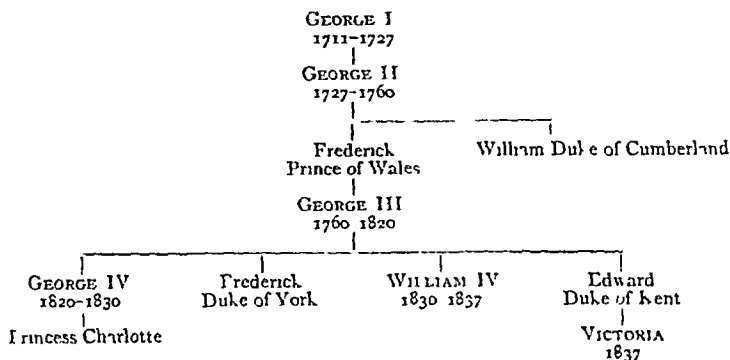 GEORGE I
1711-1727
GEORGE II
1727-1760
Frederick
Prince of Wales
William Duke of Cumberland
GEORGE III
1760 1820
GEORGE IV
1820-1830
Frederick
Duke of York
WILLIAM IV
1830 1837
Edward
Duke of Kent
Princess Charlotte
VICTORIA
1837